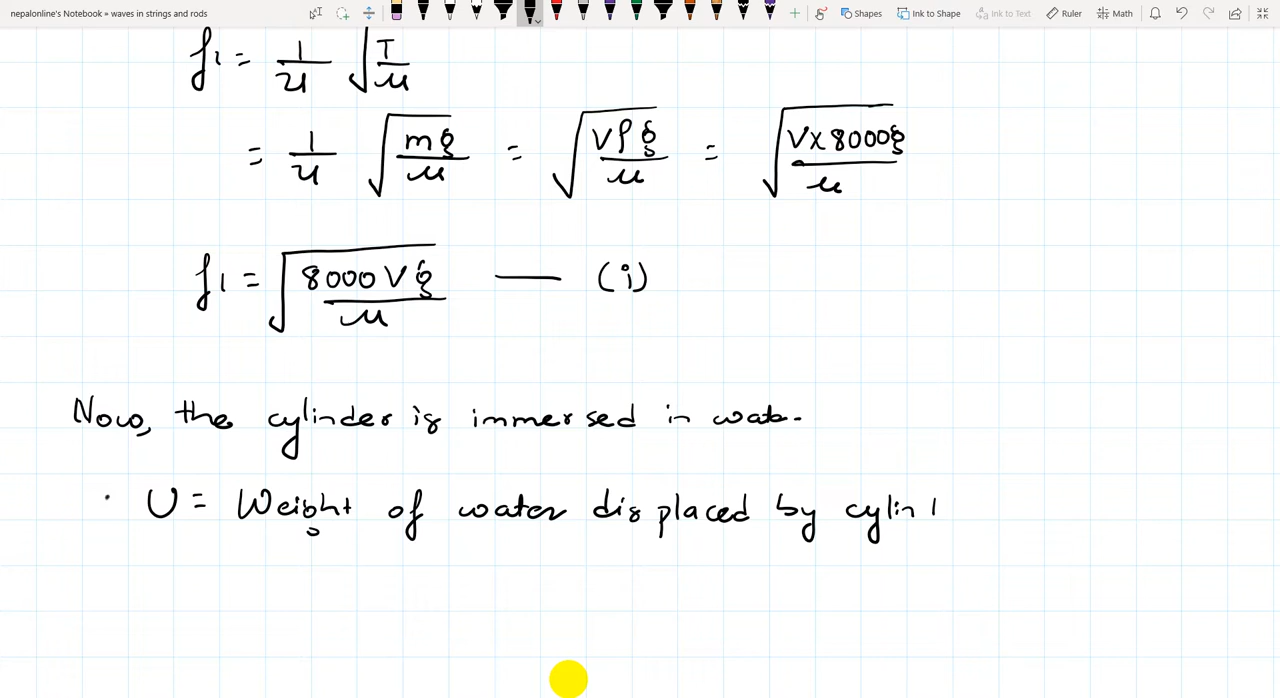 nepalonline's Notebook » waves in strings and rods Shapes Ink to Shape Ink to Text Ruler Math
f1 = 1/2l √(T/μ)
= 1/2l √(mg/μ) = √(Vρg/μ) = √(V×8000g/μ)
f1 = √(8000Vg/μ) — (i)
Now, the cylinder is immersed in wate.
U = Weight of water displaced by cylin